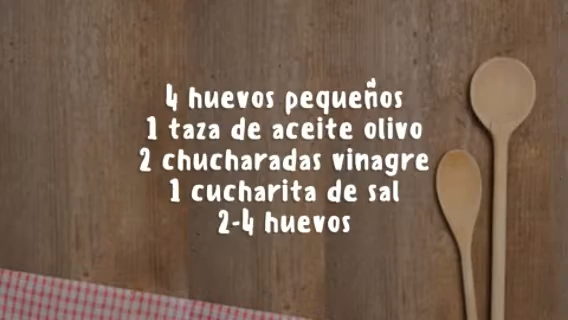 4 huevos pequeños
1 taza de aceite olivo
2 chucharadas vinagre
1 cucharita de sal
2-4 huevos